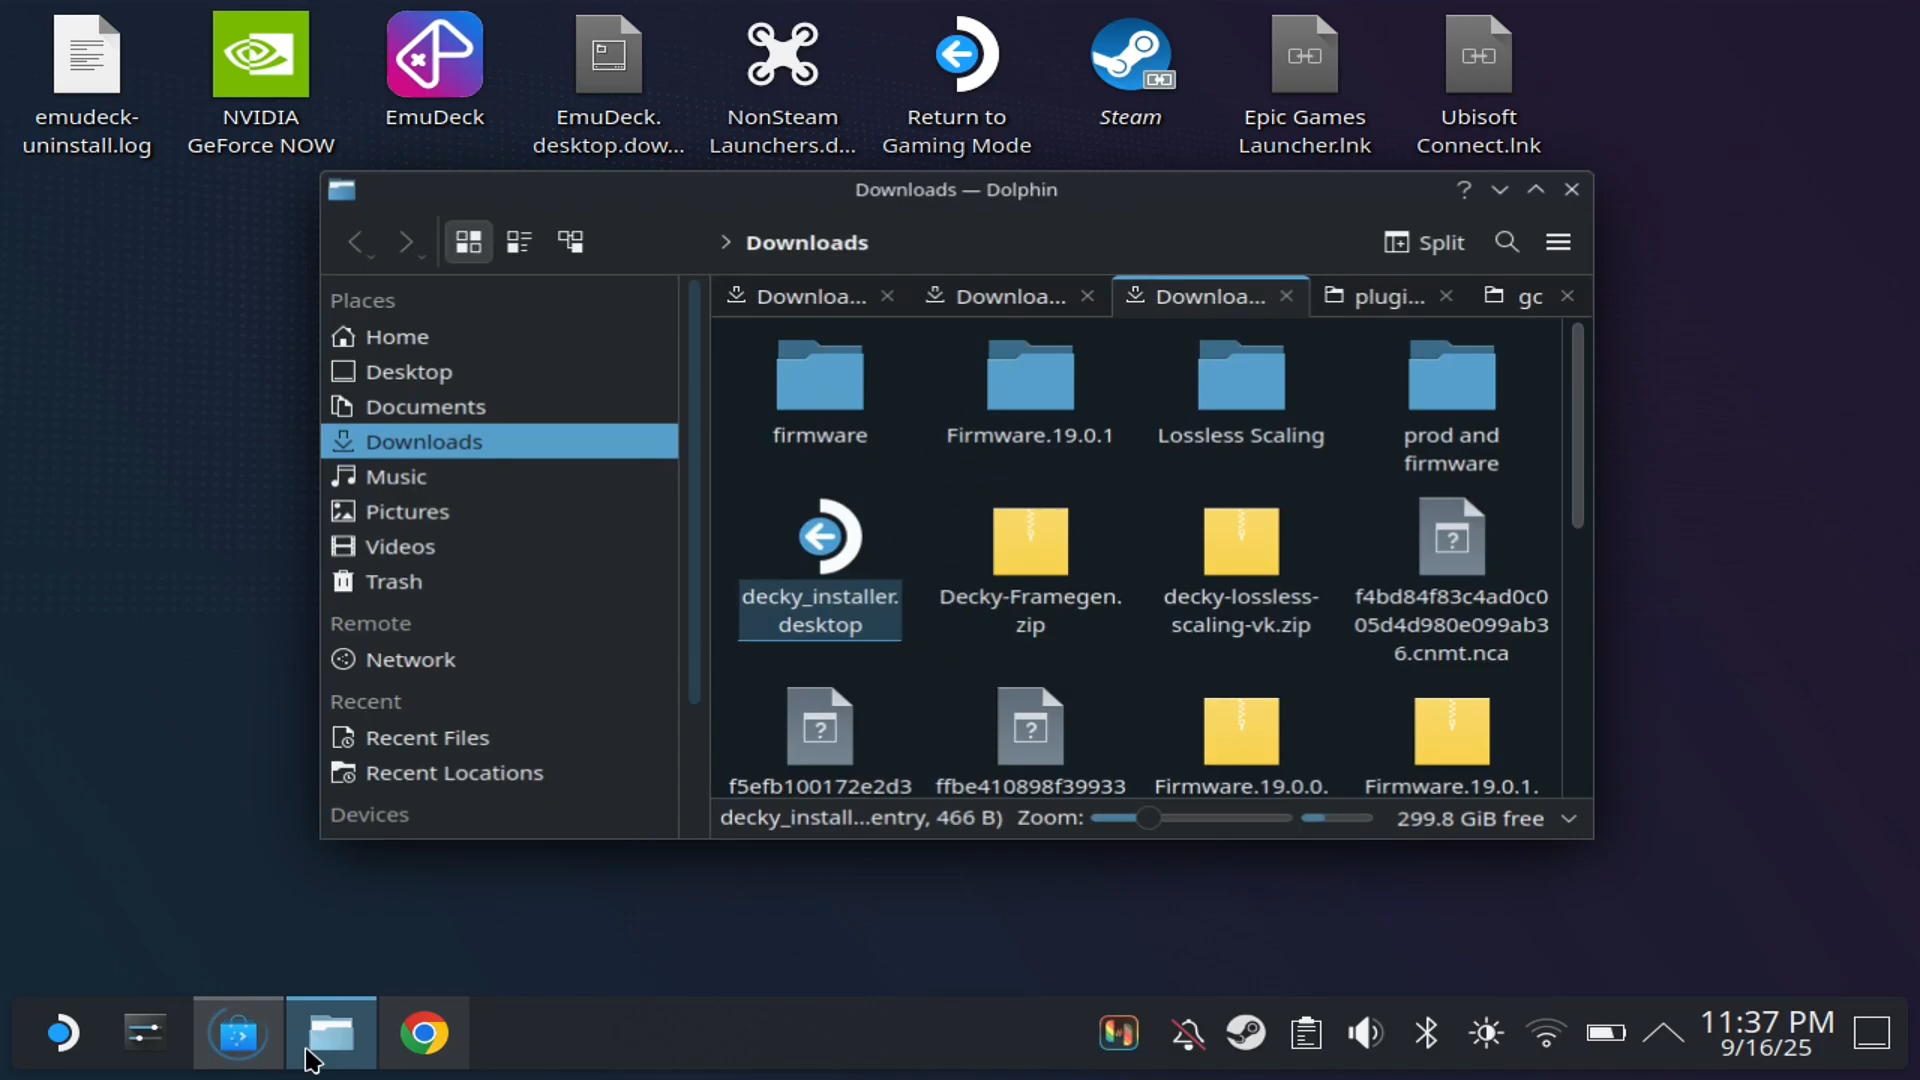 emudeck-
uninstall.log
NVIDIA
GeForce NOW
EmuDeck
EmuDeck.
desktop.dow...
NonSteam
Launchers.d...
Return to
Gaming Mode
Steam
Epic Games
Launcher.lnk
Ubisoft
Connect.lnk
Downloads — Dolphin
Downloads
Split
Places
Home
Desktop
Documents
Downloads
Music
Pictures
Videos
Trash
Remote
Network
Recent
Recent Files
Recent Locations
Devices
Downloa...
Downloa...
Downloa...
plugi...
gc
firmware
Firmware.19.0.1
Lossless Scaling
prod and
firmware
decky_installer.
desktop
Decky-Framegen.
zip
decky-lossless-
scaling-vk.zip
f4bd84f83c4ad0c0
05d4d980e099ab3
6.cnmt.nca
f5efb100172e2d3
ffbe410898f39933
Firmware.19.0.0.
Firmware.19.0.1.
decky_install...entry, 466 B)
Zoom:
299.8 GiB free
11:37 PM
9/16/25